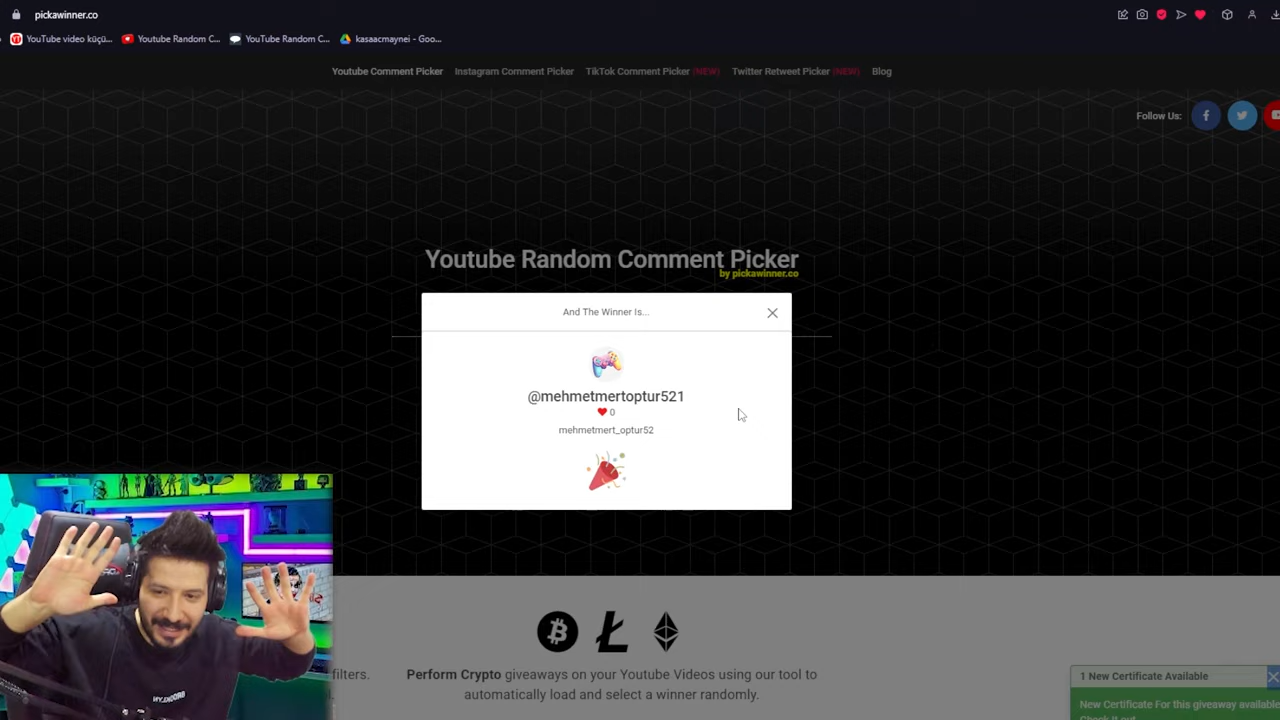 pickawinner.co
YouTube video küçü...
Youtube Random C...
YouTube Random C...
kasaacmaynei - Goo...
Youtube Comment Picker
Instagram Comment Picker
TikTok Comment Picker (NEW)
Twitter Retweet Picker (NEW)
Blog
Follow Us:
Youtube Random Comment Picker
by pickawinner.co
And The Winner Is...
@mehmetmertoptur521
0
mehmetmert_optur52
filters.
Perform Crypto giveaways on your Youtube Videos using our tool to
automatically load and select a winner randomly.
1 New Certificate Available
New Certificate For this giveaway available
Check it out